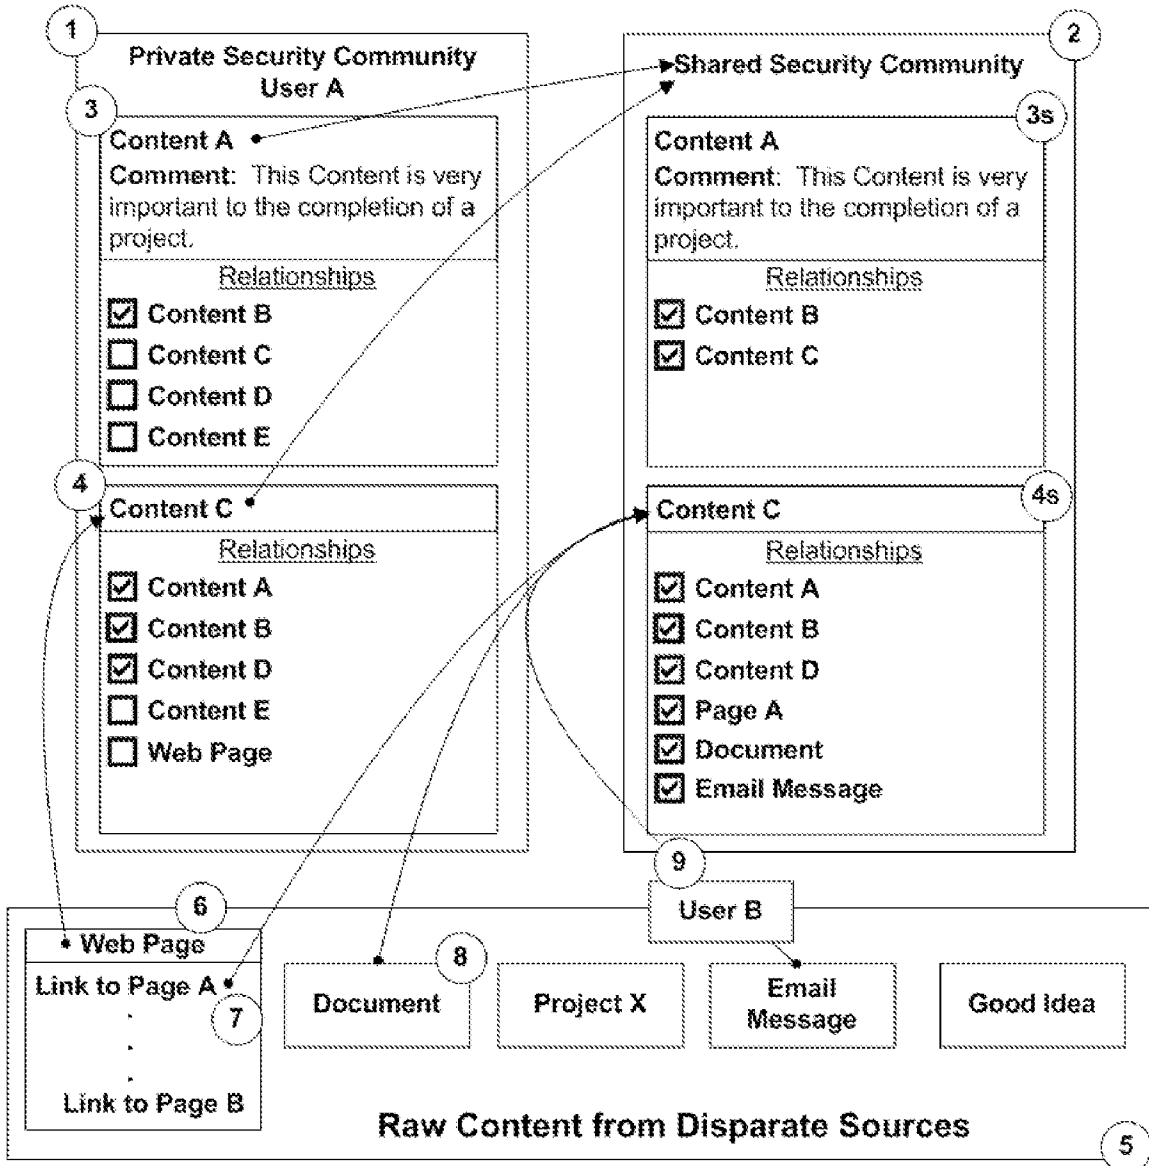 1
Private Security Community
User A
3
Content A
Comment: This Content is very
important to the completion of a
project.
Relationships
Content B
Content C
Content D
Content E
4
Content C
Relationships
Content A
Content B
Content D
Content E
Web Page
2
Shared Security Community
3s
Content A
Comment: This Content is very
important to the completion of a
project.
Relationships
Content B
Content C
4s
Content C
Relationships
Content A
Content B
Content D
Page A
Document
Email Message
9
User B
6
Web Page
Link to Page A
7
.
.
.
Link to Page B
8
Document
Project X
Email
Message
Good Idea
Raw Content from Disparate Sources
5